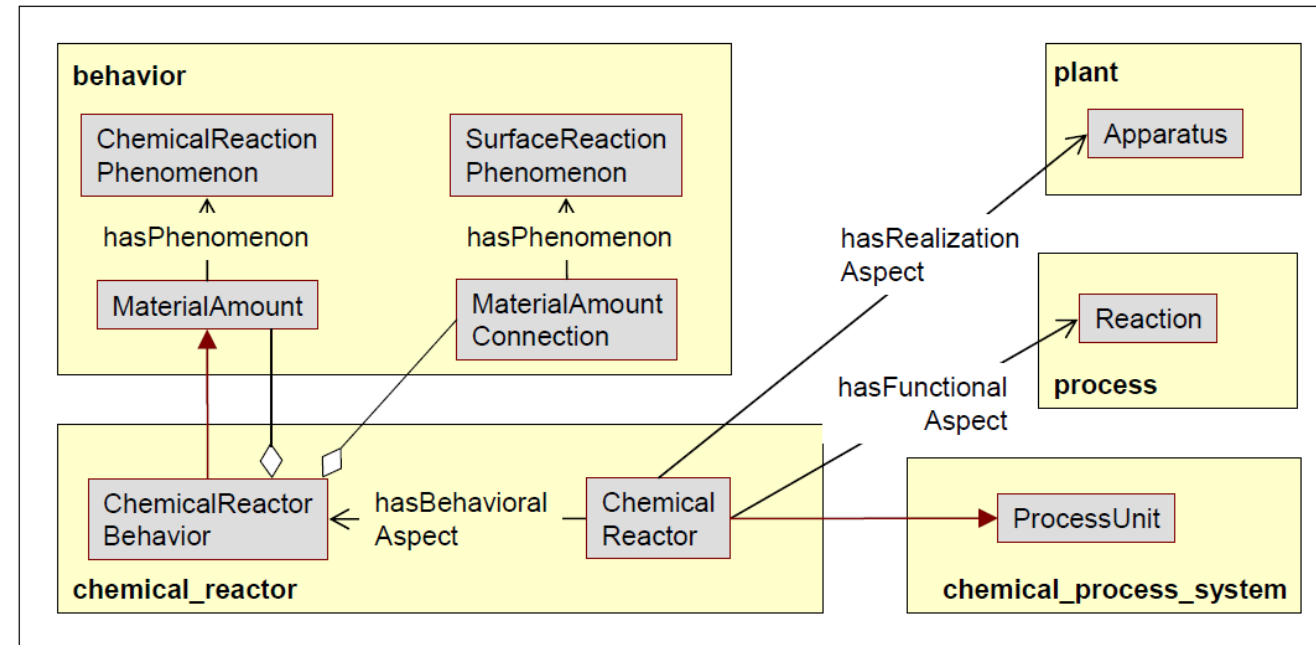 behavior
ChemicalReaction
Phenomenon
SurfaceReaction
Phenomenon
hasPhenomenon
hasPhenomenon
MaterialAmount
MaterialAmount
Connection
plant
Apparatus
hasRealization
Aspect
Reaction
process
hasFunctional
Aspect
ChemicalReactor
Behavior
hasBehavioral
Aspect
Chemical
Reactor
chemical_reactor
ProcessUnit
chemical_process_system